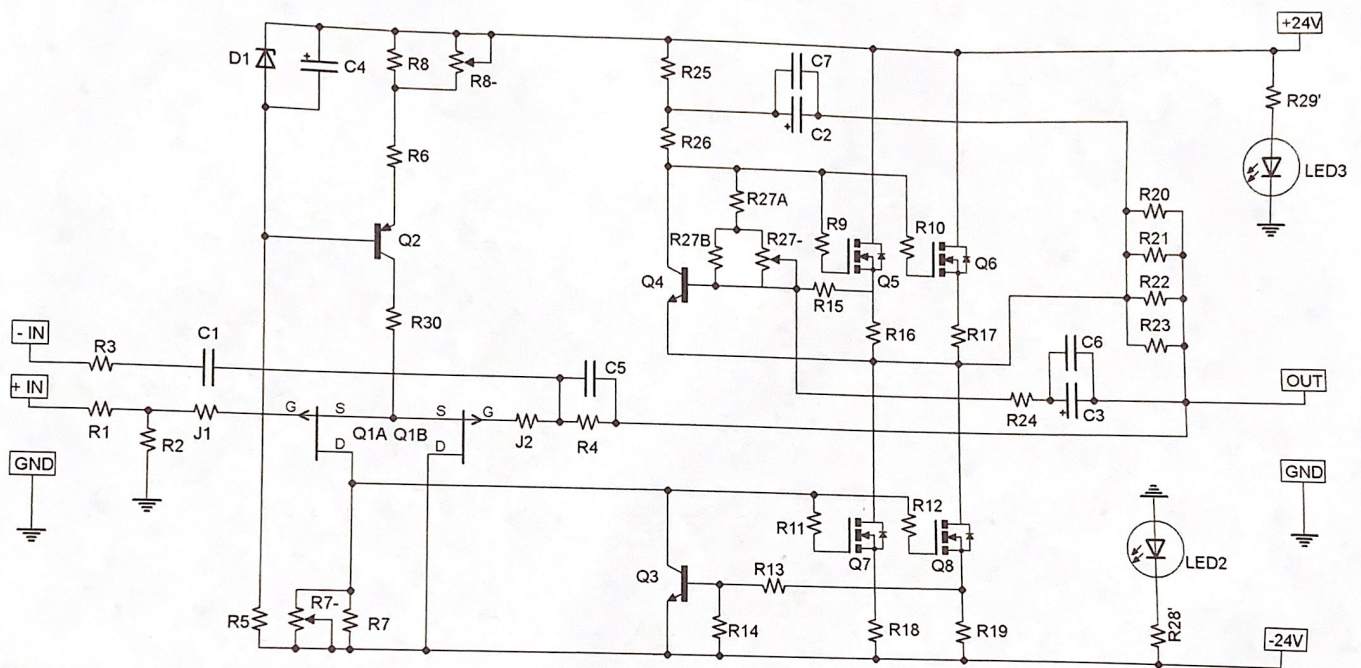 +24V
D1
C4
R8
R8-
R25
C7
C2
R29'
R26
R6
LED3
R27A
R20
R9
R10
Q2
R27B
R27-
R21
Q5
Q6
Q4
R15
R22
R30
R16
R17
R23
- IN
R3
C1
C5
C6
OUT
+ IN
G
S
S
G
R1
J1
Q1A
Q1B
J2
R24
C3
R2
D
D
R4
GND
GND
R11
R12
Q7
Q8
LED2
Q3
R13
R5
R7-
R7
R14
R18
R19
R28'
-24V